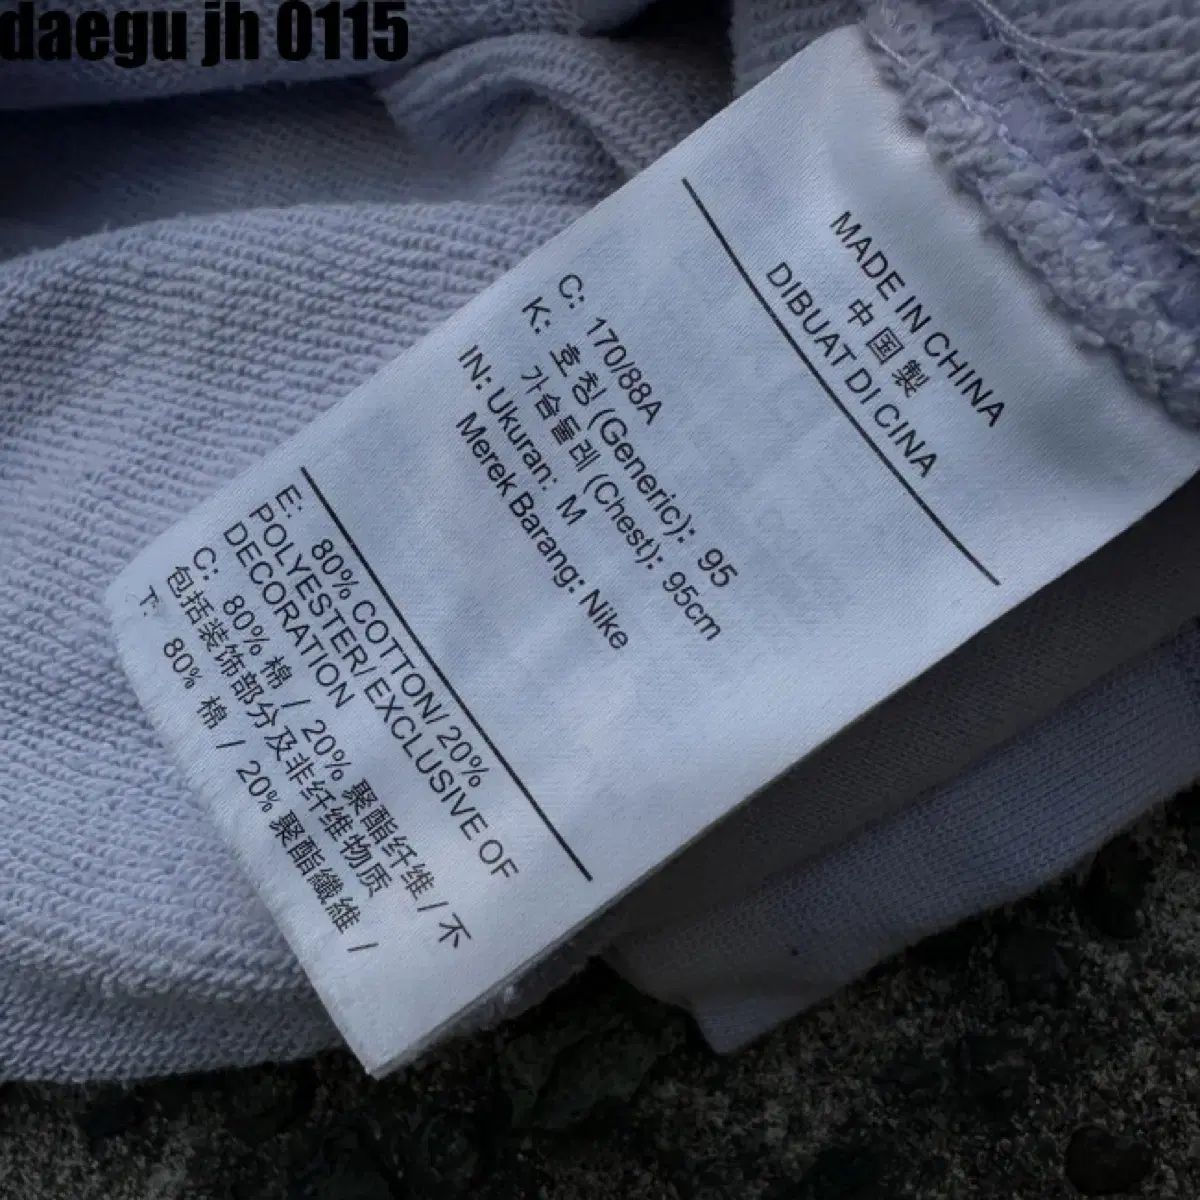 daegu jh 0115
MADE IN CHINA
中国製
DIBUAT DI CINA
C: 170/88A
K: 호칭 (Generic): 95
가슴둘레 (Chest): 95cm
IN: Ukuran: M
Merek Barang: Nike
E: 80% COTTON/ 20%
POLYESTER/ EXCLUSIVE OF
DECORATION
C: 80% 棉 / 20% 聚酯纤维 / 不
包括装饰部分及非纤维物质
T: 80% 棉 / 20% 聚酯纖維 /